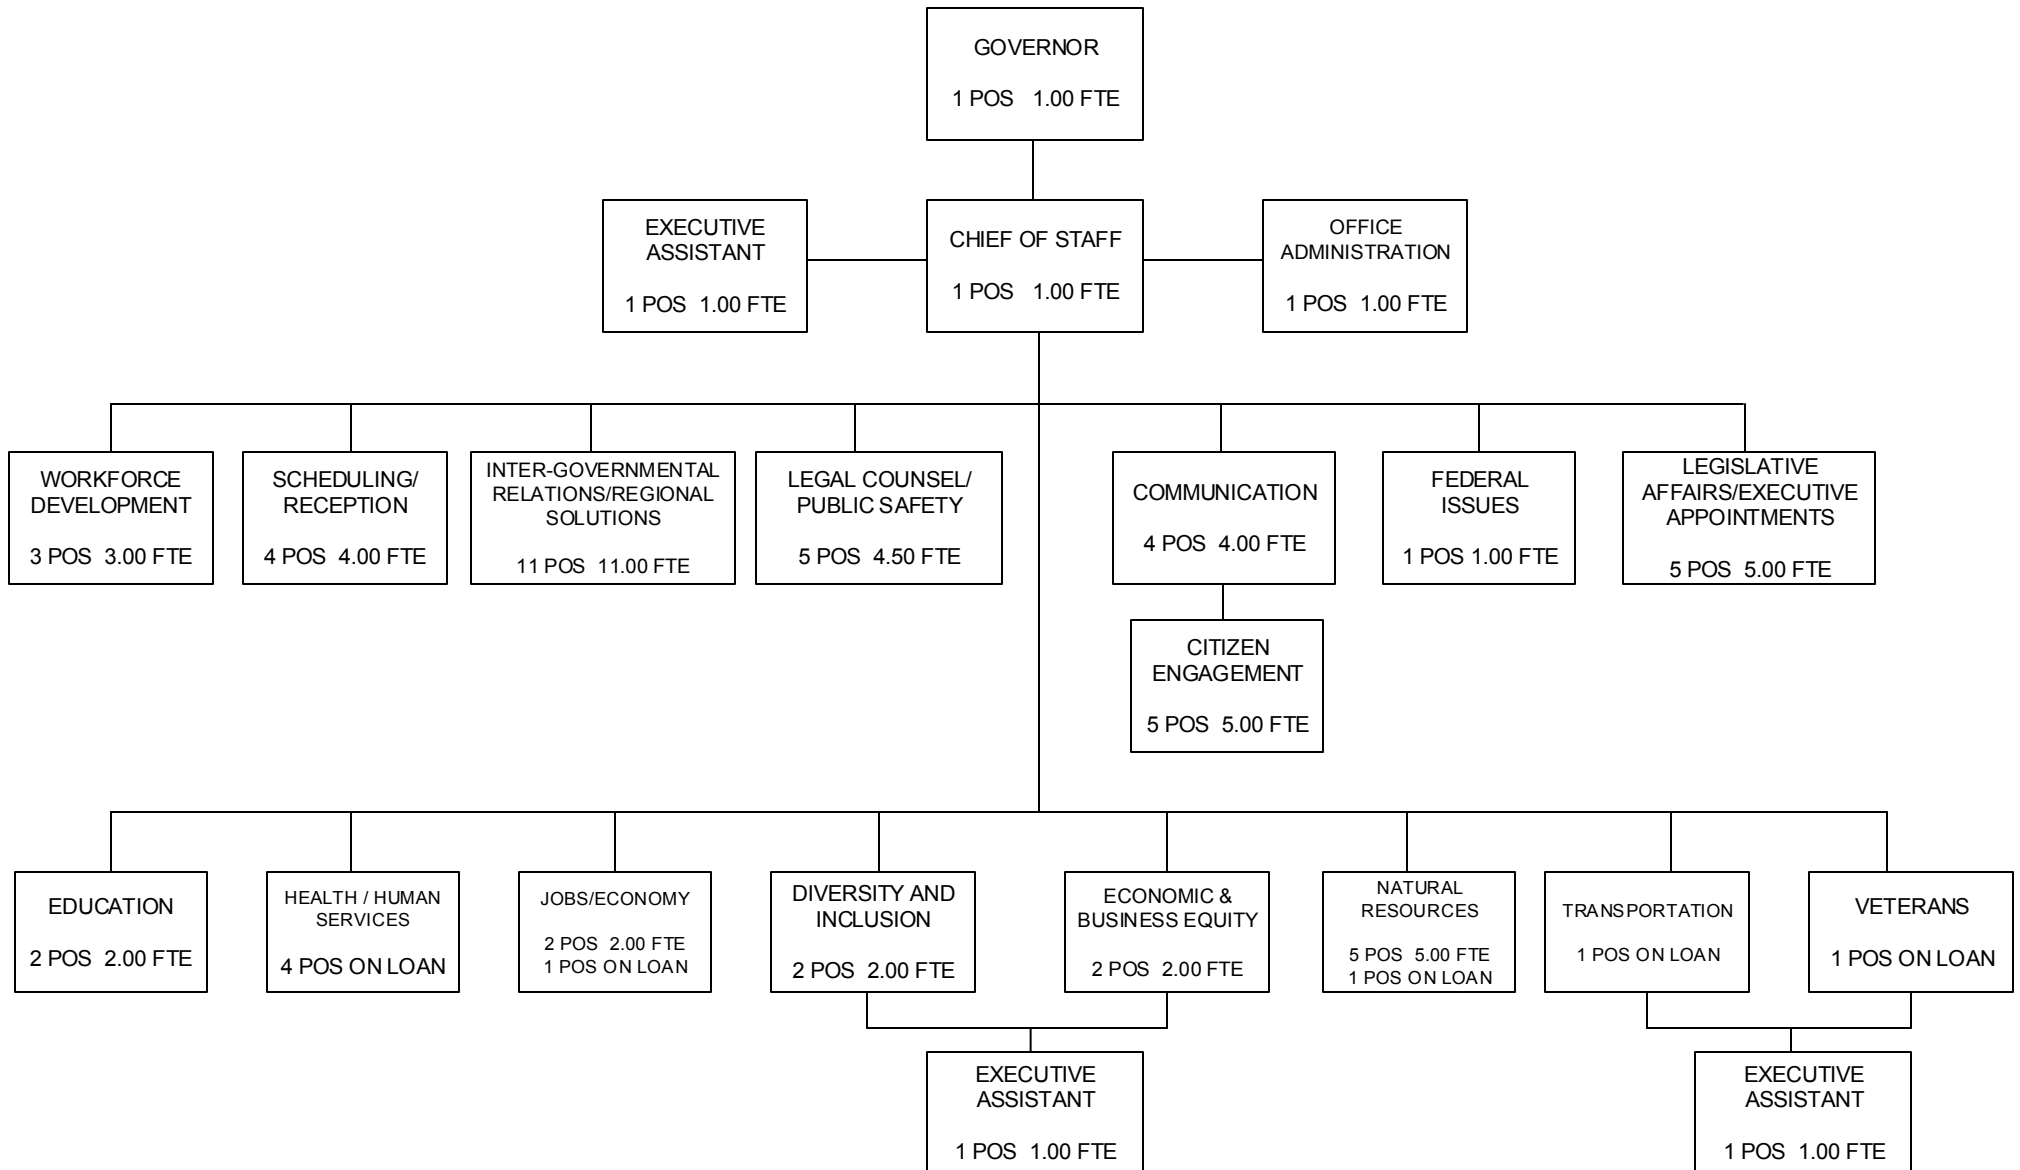 GOVERNOR
1 POS 1.00 FTE
EXECUTIVE
ASSISTANT
1 POS 1.00 FTE
CHIEF OF STAFF
1 POS 1.00 FTE
OFFICE
ADMINISTRATION
1 POS 1.00 FTE
WORKFORCE
DEVELOPMENT
3 POS 3.00 FTE
SCHEDULING/
RECEPTION
4 POS 4.00 FTE
INTER-GOVERNMENTAL
RELATIONS/REGIONAL
SOLUTIONS
11 POS 11.00 FTE
LEGAL COUNSEL/
PUBLIC SAFETY
5 POS 4.50 FTE
COMMUNICATION
4 POS 4.00 FTE
FEDERAL
ISSUES
1 POS 1.00 FTE
LEGISLATIVE
AFFAIRS/EXECUTIVE
APPOINTMENTS
5 POS 5.00 FTE
CITIZEN
ENGAGEMENT
5 POS 5.00 FTE
EDUCATION
2 POS 2.00 FTE
HEALTH / HUMAN
SERVICES
4 POS ON LOAN
JOBS/ECONOMY
2 POS 2.00 FTE
1 POS ON LOAN
DIVERSITY AND
INCLUSION
2 POS 2.00 FTE
ECONOMIC &
BUSINESS EQUITY
2 POS 2.00 FTE
NATURAL
RESOURCES
5 POS 5.00 FTE
1 POS ON LOAN
TRANSPORTATION
1 POS ON LOAN
VETERANS
1 POS ON LOAN
EXECUTIVE
ASSISTANT
1 POS 1.00 FTE
EXECUTIVE
ASSISTANT
1 POS 1.00 FTE